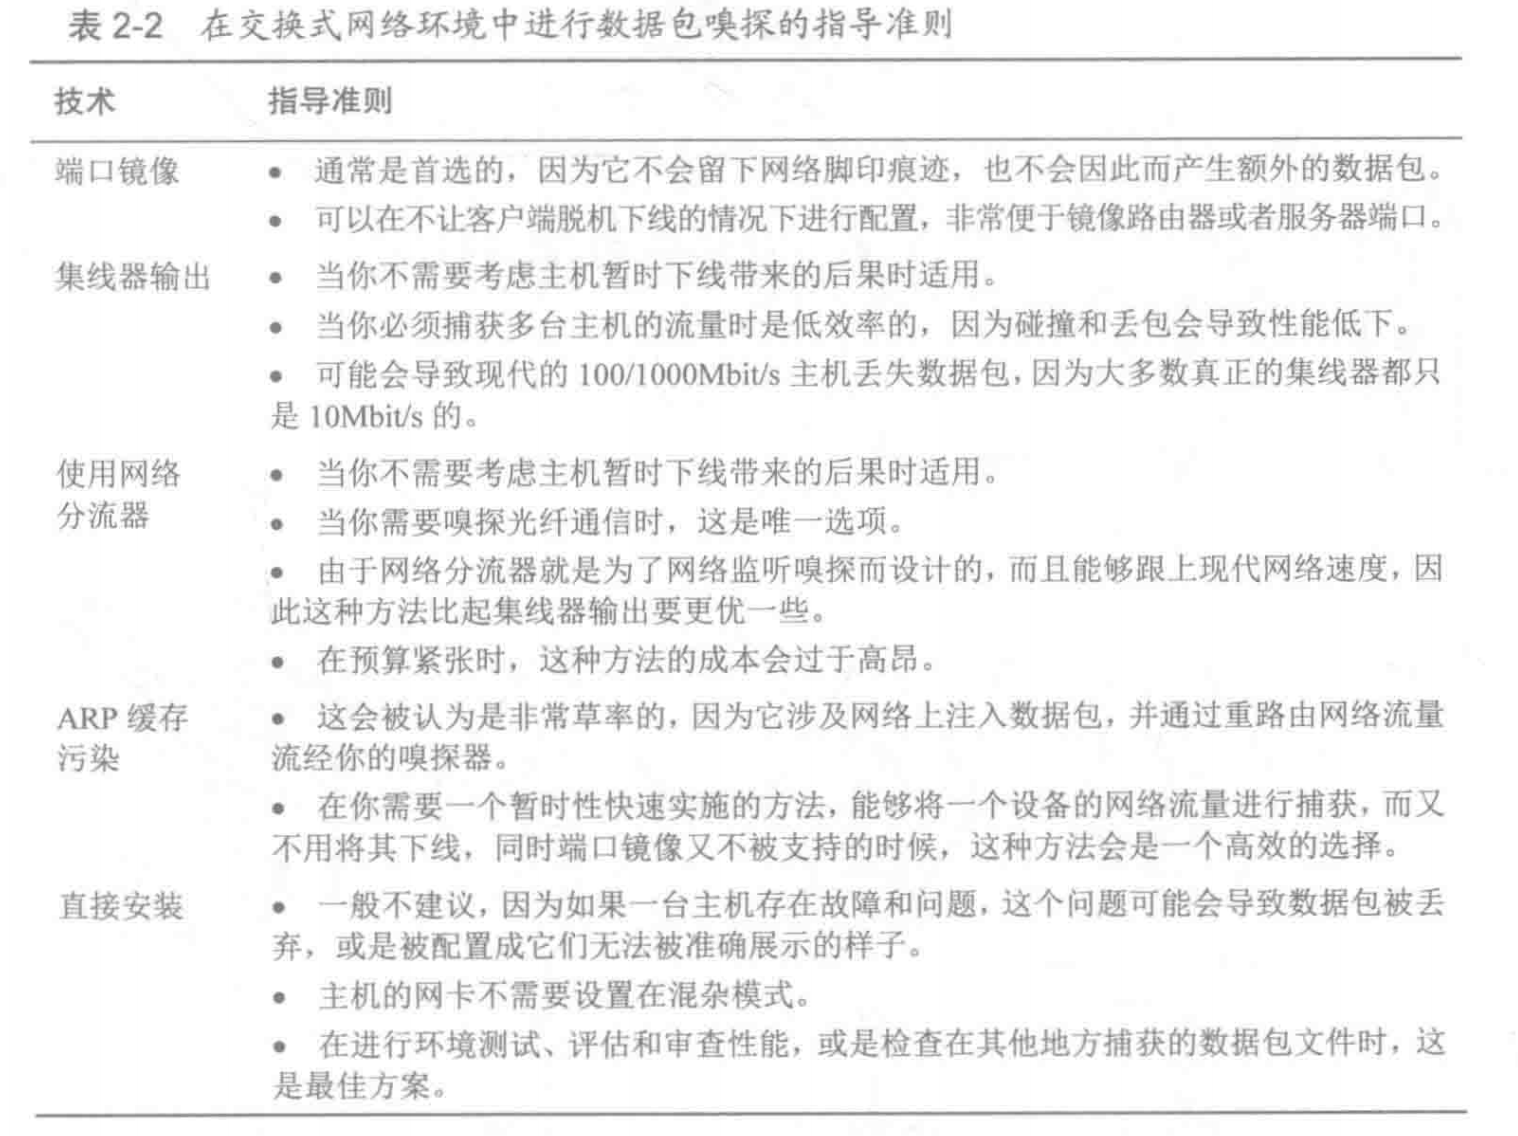 表 2-2 在交换式网络环境中进行数据包嗅探的指导准则
技术 指导准则
端口镜像 ● 通常是首选的，因为它不会留下网络脚印痕迹，也不会因此而产生额外的数据包。
● 可以在不让客户端脱机下线的情况下进行配置，非常便于镜像路由器或者服务器端口。
集线器输出 ● 当你不需要考虑主机暂时下线带来的后果时适用。
● 当你必须捕获多台主机的流量时是低效率的，因为碰撞和丢包会导致性能低下。
● 可能会导致现代的 100/1000Mbit/s 主机丢失数据包，因为大多数真正的集线器都只
是 10Mbit/s 的。
使用网络 ● 当你不需要考虑主机暂时下线带来的后果时适用。
分流器 ● 当你需要嗅探光纤通信时，这是唯一选项。
● 由于网络分流器就是为了网络监听嗅探而设计的，而且能够跟上现代网络速度，因
此这种方法比起集线器输出要更优一些。
● 在预算紧张时，这种方法的成本会过于高昂。
ARP 缓存 ● 这会被认为是非常草率的，因为它涉及网络上注入数据包，并通过重路由网络流量
污染 流经你的嗅探器。
● 在你需要一个暂时性快速实施的方法，能够将一个设备的网络流量进行捕获，而又
不用将其下线，同时端口镜像又不被支持的时候，这种方法会是一个高效的选择。
直接安装 ● 一般不建议，因为如果一台主机存在故障和问题，这个问题可能会导致数据包被丢
弃，或是被配置成它们无法被准确展示的样子。
● 主机的网卡不需要设置在混杂模式。
● 在进行环境测试、评估和审查性能，或是检查在其他地方捕获的数据包文件时，这
是最佳方案。